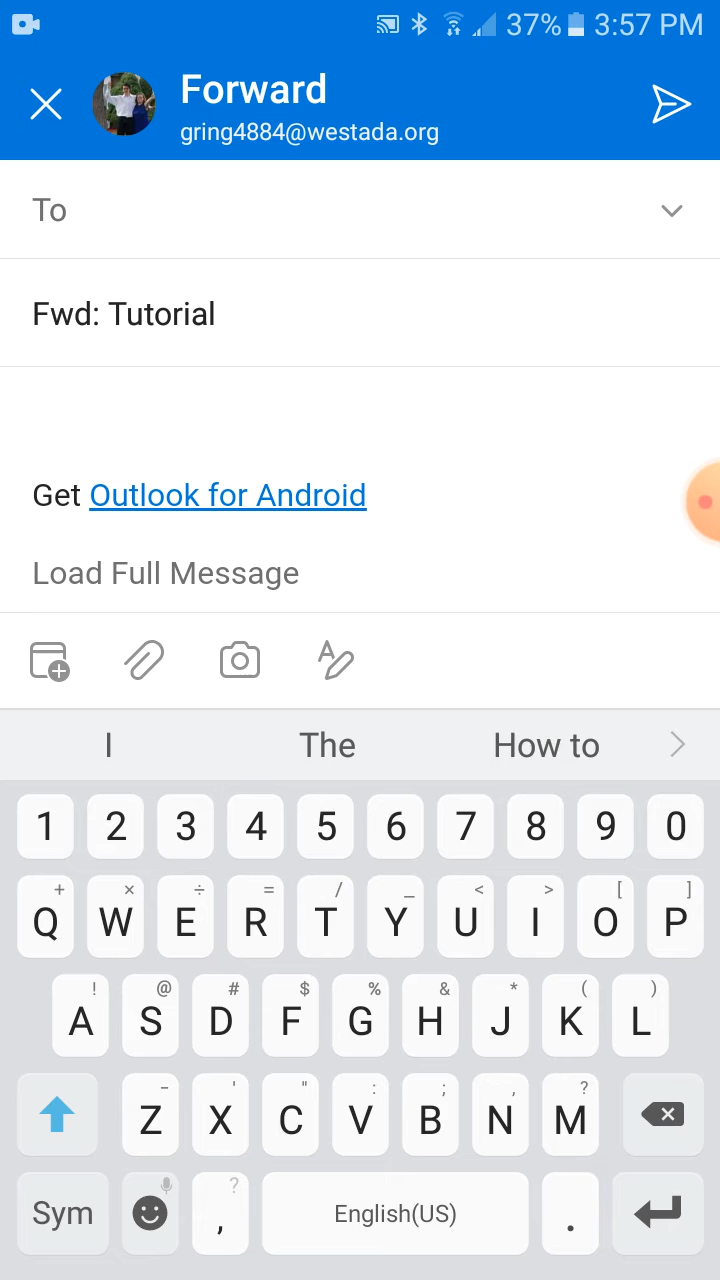 37% 3:57 PM
Forward
gring4884@westada.org
To
Fwd: Tutorial
Get Outlook for Android
Load Full Message
I The How to
1 2 3 4 5 6 7 8 9 0
+ × ÷ = / _ < > [ ]
Q W E R T Y U I O P
! @ # $ % & * ( )
A S D F G H J K L
- ' " : ; , ?
Z X C V B N M
?
Sym , English(US) .